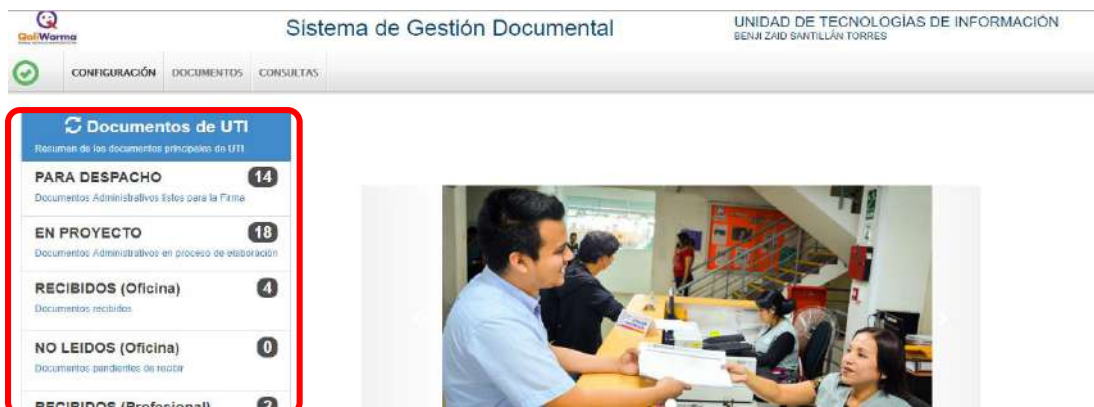 QaliWarma
Sistema de Gestión Documental
UNIDAD DE TECNOLOGÍAS DE INFORMACIÓN
BENJI ZAID SANTILLÁN TORRES
CONFIGURACIÓN DOCUMENTOS CONSULTAS
Documentos de UTI
Resumen de los documentos principales de UTI
PARA DESPACHO 14
Documentos Administrativos listos para la Firma
EN PROYECTO 18
Documentos Administrativos en proceso de elaboración
RECIBIDOS (Oficina) 4
Documentos recibidos
NO LEIDOS (Oficina) 0
Documentos pendientes de recibir
RECIBIDOS (Profesional) 2